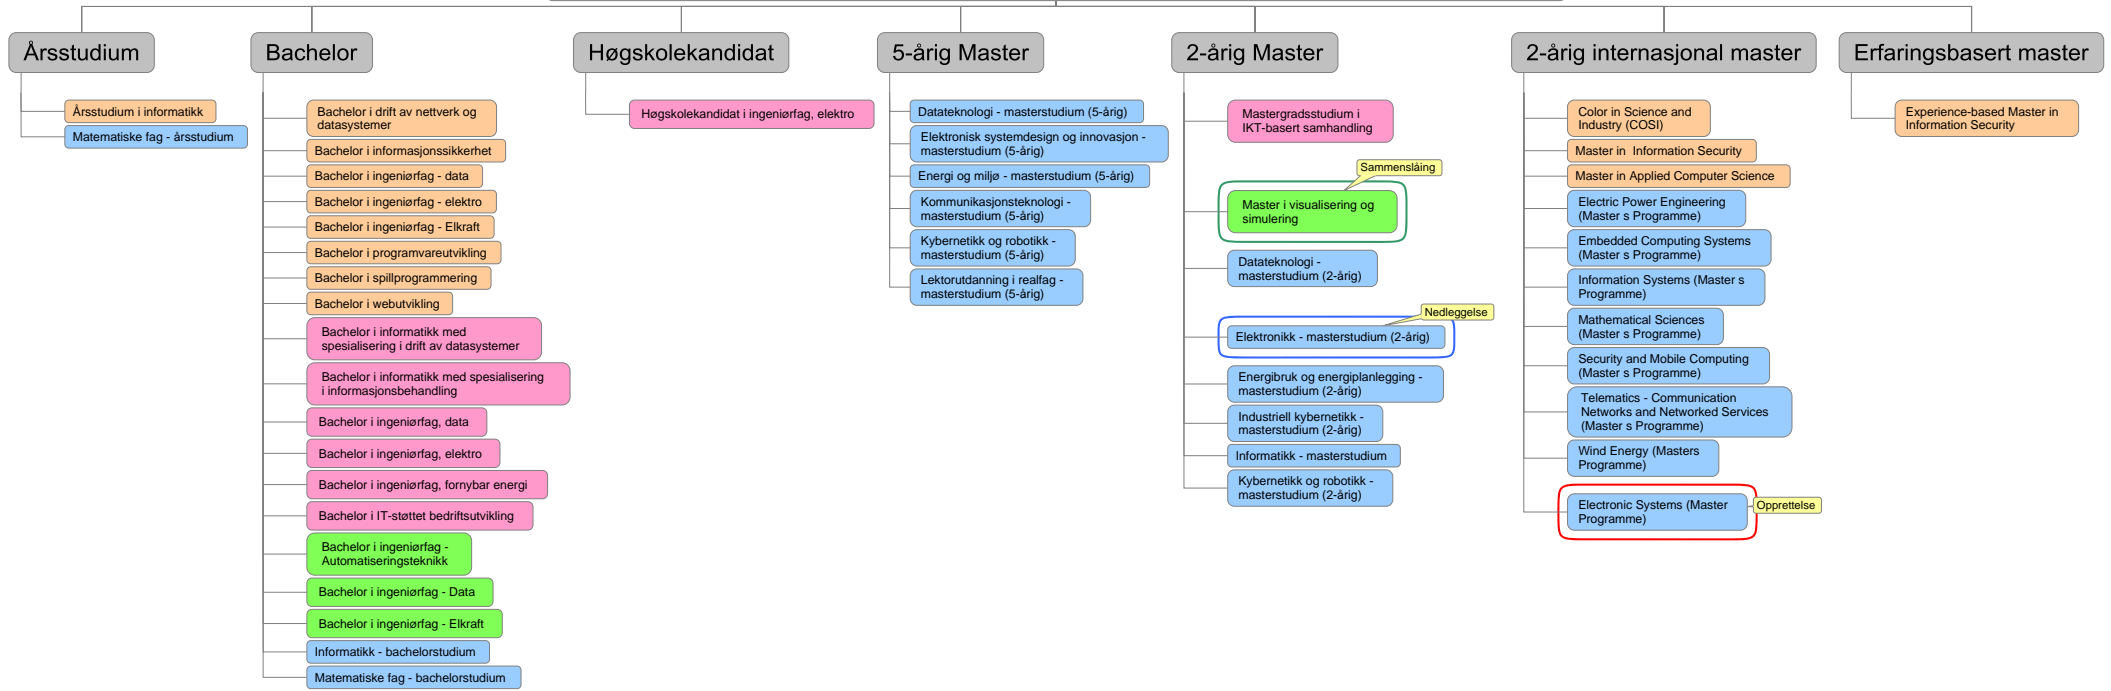 Årsstudium
Årsstudium i informatikk
Matematiske fag - årsstudium
Bachelor
Bachelor i drift av nettverk og
datasystemer
Bachelor i informasjonssikkerhet
Bachelor i ingeniørfag - data
Bachelor i ingeniørfag - elektro
Bachelor i ingeniørfag - Elkraft
Bachelor i programvareutvikling
Bachelor i spillprogrammering
Bachelor i webutvikling
Bachelor i informatikk med
spesialisering i drift av datasystemer
Bachelor i informatikk med spesialisering
i informasjonsbehandling
Bachelor i ingeniørfag, data
Bachelor i ingeniørfag, elektro
Bachelor i ingeniørfag, fornybar energi
Bachelor i IT-støttet bedriftsutvikling
Bachelor i ingeniørfag -
Automatiseringsteknikk
Bachelor i ingeniørfag - Data
Bachelor i ingeniørfag - Elkraft
Informatikk - bachelorstudium
Matematiske fag - bachelorstudium
Høgskolekandidat
Høgskolekandidat i ingeniørfag, elektro
5-årig Master
Datateknologi - masterstudium (5-årig)
Elektronisk systemdesign og innovasjon -
masterstudium (5-årig)
Energi og miljø - masterstudium (5-årig)
Kommunikasjonsteknologi -
masterstudium (5-årig)
Kybernetikk og robotikk -
masterstudium (5-årig)
Lektorutdanning i realfag -
masterstudium (5-årig)
2-årig Master
Mastergradsstudium i
IKT-basert samhandling
Sammenslåing
Master i visualisering og
simulering
Datateknologi -
masterstudium (2-årig)
Nedleggelse
Elektronikk - masterstudium (2-årig)
Energibruk og energiplanlegging -
masterstudium (2-årig)
Industriell kybernetikk -
masterstudium (2-årig)
Informatikk - masterstudium
Kybernetikk og robotikk -
masterstudium (2-årig)
2-årig internasjonal master
Color in Science and
Industry (COSI)
Master in  Information Security
Master in Applied Computer Science
Electric Power Engineering
(Master s Programme)
Embedded Computing Systems
(Master s Programme)
Information Systems (Master s
Programme)
Mathematical Sciences
(Master s Programme)
Security and Mobile Computing
(Master s Programme)
Telematics - Communication
Networks and Networked Services
(Master s Programme)
Wind Energy (Masters
Programme)
Electronic Systems (Master
Programme)
Opprettelse
Erfaringsbasert master
Experience-based Master in
Information Security